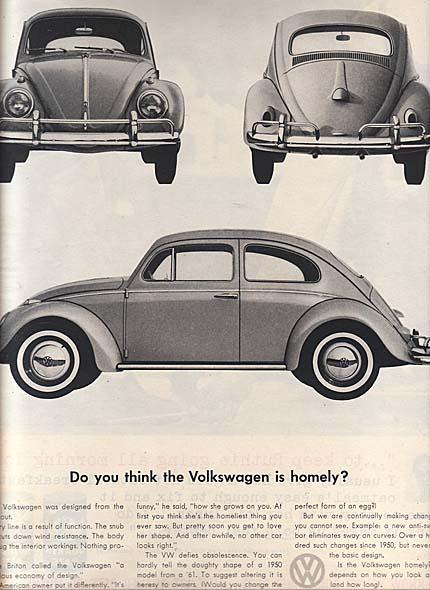 Do you think the Volkswagen is homely?
Volkswagen was designed from the
out.
ry line is a result of function. The snub
uts down wind resistance. The body
ug the interior workings. Nothing pro-
e Briton called the Volkswagen "a
ous economy of design."
American owner put it differently. "It's
funny," he said, "how she grows on you. At
first you think she's the homeliest thing you
ever saw. But pretty soon you get to love
her shape. And after awhile, no other car
looks right."
The VW defies obsolescence. You can
hardly tell the doughty shape of a 1950
model from a '61. To suggest altering it is
heresy to owners. (Would you change the
perfect form of an egg?)
But we are continually making chang
you cannot see. Example: a new anti-sw
bar eliminates sway on curves. Over a h
dred such changes since 1950, but neve
the basic design.
Is the Volkswagen homely?
depends on how you look a
(and how long).
VW